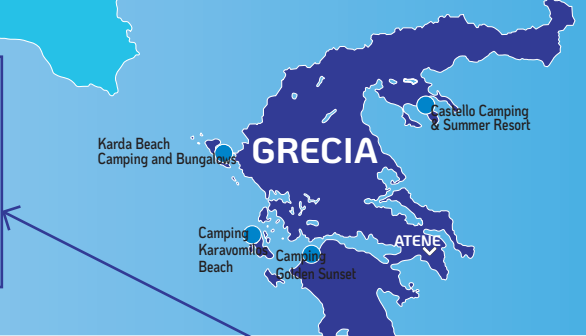 Castello Camping
& Summer Resort
Karda Beach
Camping and Bungalows
GRECIA
Camping
Karavomilos
Beach
ATENE
Camping
Golden Sunset